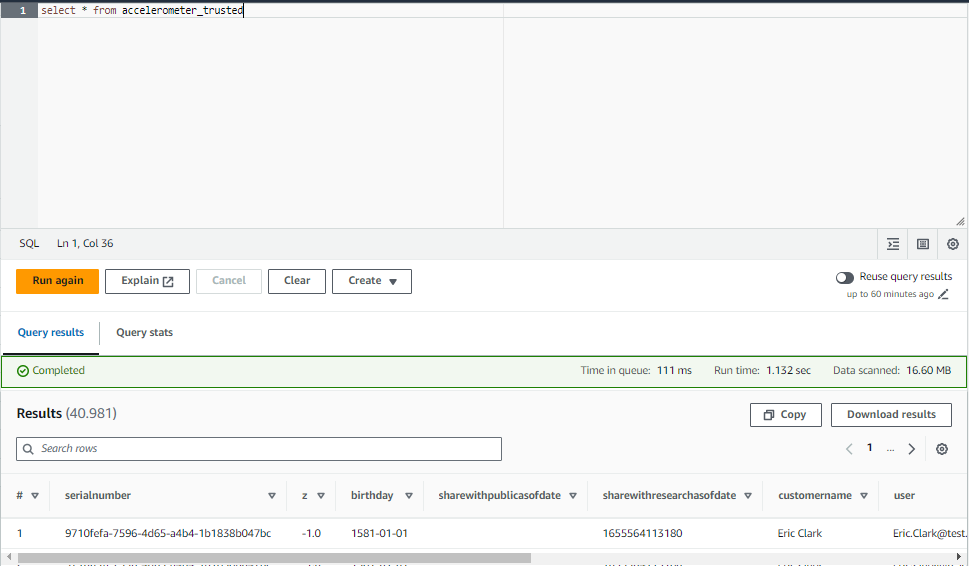 1 select * from accelerometer_trusted
SQL Ln 1, Col 36
Run again Explain Cancel Clear Create Reuse query results
up to 60 minutes ago
Query results Query stats
Completed Time in queue: 111 ms Run time: 1.132 sec Data scanned: 16.60 MB
Results (40.981) Copy Download results
Search rows 1 ...
# serialnumber z birthday sharewithpublicasofdate sharewithresearchasofdate customername user
1 9710fefa-7596-4d65-a4b4-1b1838b047bc -1.0 1581-01-01 1655564113180 Eric Clark Eric.Clark@test.